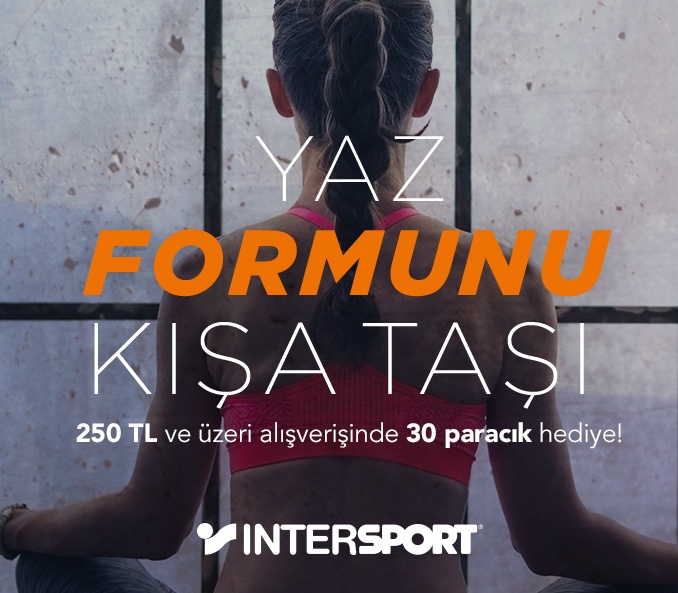 YAZ
FORMUNU
KIŞA TAŞI
250 TL ve üzeri alışverişinde 30 paracık hediye!
INTERSPORT®